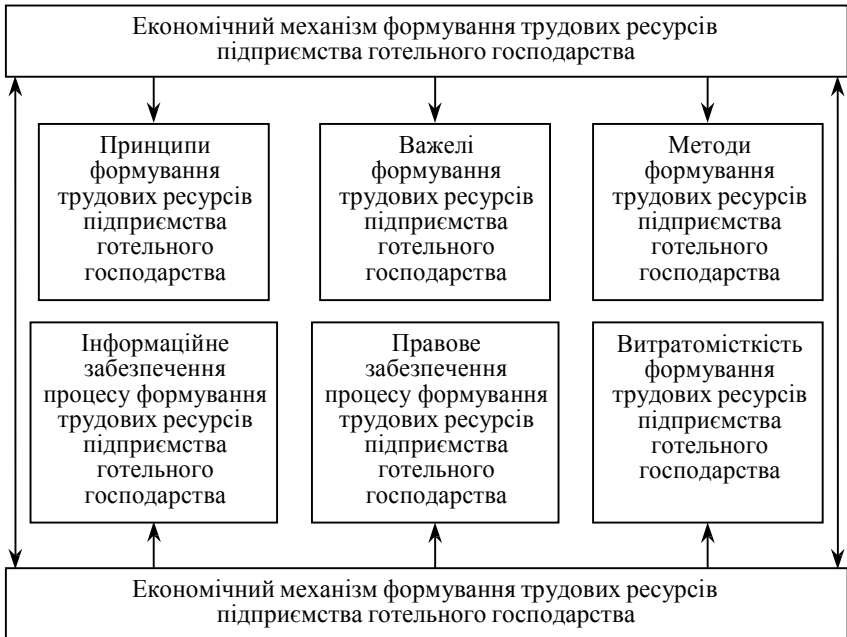 Економічний механізм формування трудових ресурсів
підприємства готельного господарства
Принципи
формування
трудових ресурсів
підприємства
готельного
господарства
Важелі
формування
трудових ресурсів
підприємства
готельного
господарства
Методи
формування
трудових ресурсів
підприємства
готельного
господарства
Інформаційне
забезпечення
процесу формування
трудових ресурсів
підприємства
готельного
господарства
Правове
забезпечення
процесу формування
трудових ресурсів
підприємства
готельного
господарства
Витратомісткість
формування
трудових ресурсів
підприємства
готельного
господарства
Економічний механізм формування трудових ресурсів
підприємства готельного господарства